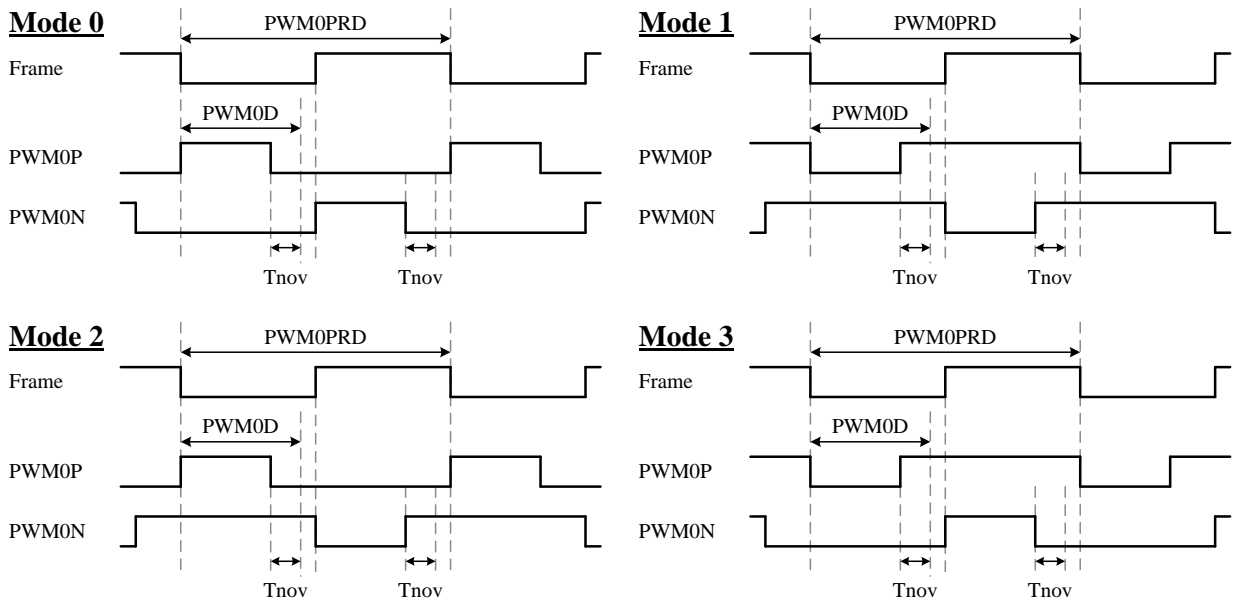 Mode 0
PWM0PRD
Frame
PWM0D
PWM0P
PWM0N
Tnov Tnov
Mode 1
PWM0PRD
Frame
PWM0D
PWM0P
PWM0N
Tnov Tnov
Mode 2
PWM0PRD
Frame
PWM0D
PWM0P
PWM0N
Tnov Tnov
Mode 3
PWM0PRD
Frame
PWM0D
PWM0P
PWM0N
Tnov Tnov